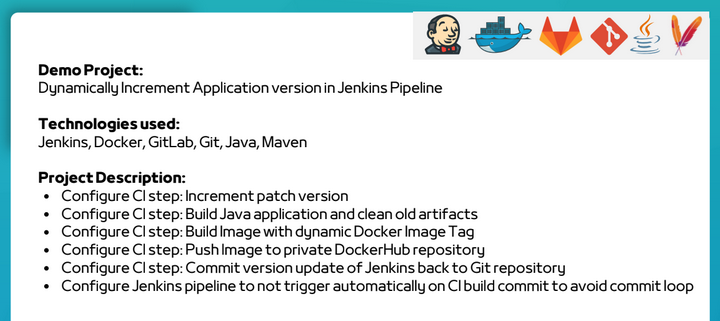 Demo Project:
Dynamically Increment Application version in Jenkins Pipeline
Technologies used:
Jenkins, Docker, GitLab, Git, Java, Maven
Project Description:
• Configure CI step: Increment patch version
• Configure CI step: Build Java application and clean old artifacts
• Configure CI step: Build Image with dynamic Docker Image Tag
• Configure CI step: Push Image to private DockerHub repository
• Configure CI step: Commit version update of Jenkins back to Git repository
• Configure Jenkins pipeline to not trigger automatically on CI build commit to avoid commit loop